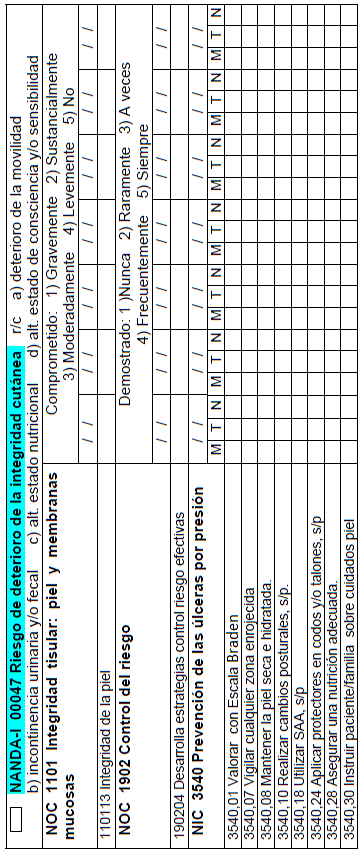 NANDA-I 00047 Riesgo de deterioro de la integridad cutánea r/c a) deterioro de la movilidad
b) incontinencia urinaria y/o fecal c) alt. estado nutricional d) alt. estado de consciencia y/o sensibilidad
NOC 1101 Integridad tisular: piel y membranas mucosas
Comprometido: 1) Gravemente 2) Sustancialmente
3) Moderadamente 4) Levemente 5) No
110113 Integridad de la piel
/ / / / / / / / / / / / / /
NOC 1902 Control del riesgo
Demostrado: 1 )Nunca 2) Raramente 3) A veces
4) Frecuentemente 5) Siempre
190204 Desarrolla estrategias control riesgo efectivas
/ / / / / / / / / / / / / /
NIC 3540 Prevención de las úlceras por presión
/ / / / / / / / / / / / / /
M T N M T N M T N M T N M T N M T N M T N
3540,01 Valorar con Escala Braden
3540,07 Vigilar cualquier zona enrojecida
3540,08 Mantener la piel seca e hidratada.
3540,10 Realizar cambios posturales, s/p.
3540,18 Utilizar SAA, s/p
3540,24 Aplicar protectores en codos y/o talones, s/p
3540,28 Asegurar una nutrición adecuada.
3540,30 Instruir paciente/familia sobre cuidados piel